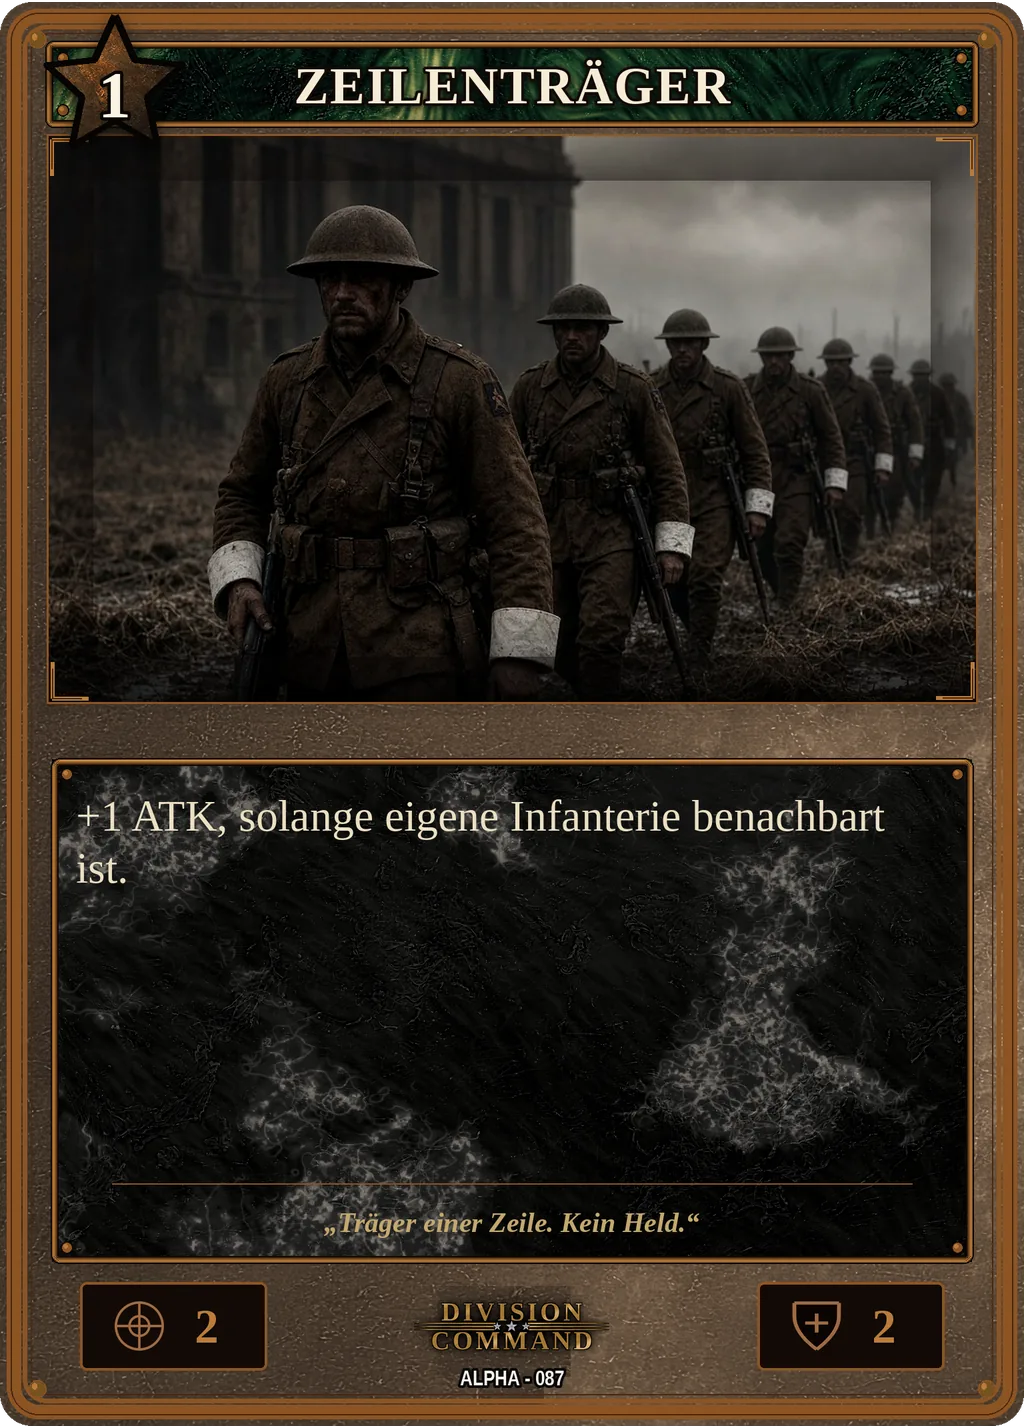 1
ZEILENTRÄGER
+1 ATK, solange eigene Infanterie benachbart
ist.
„Träger einer Zeile. Kein Held.“
2
DIVISION
COMMAND
2
ALPHA - 087